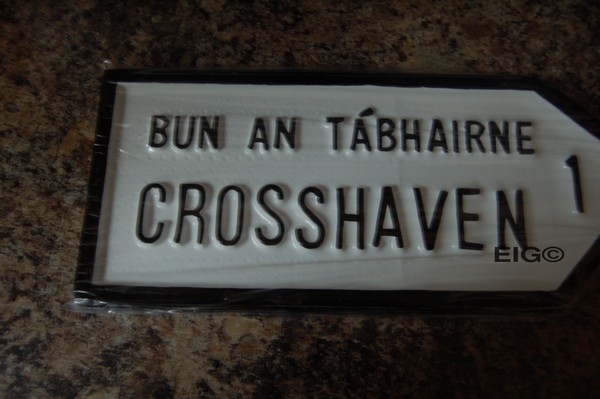 BUN AN TÁBHAIRNE
CROSSHAVEN
1
EIG©